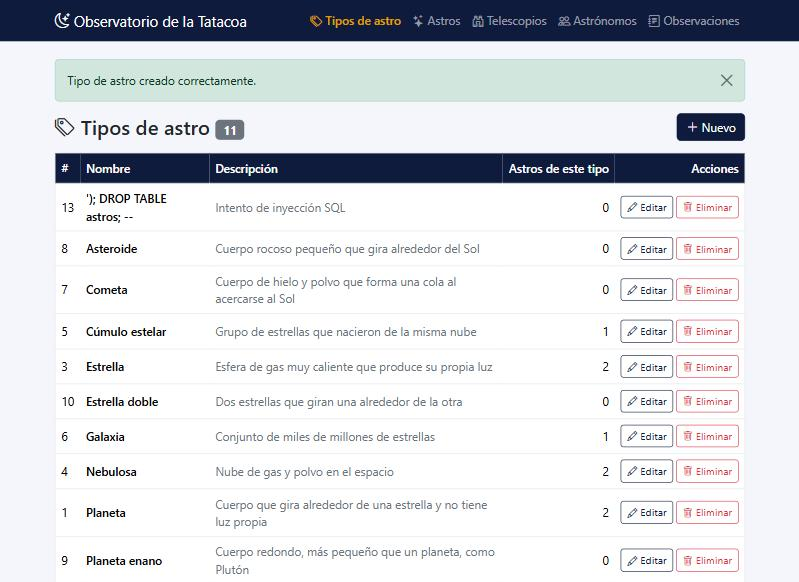 Observatorio de la Tatacoa
Tipos de astro Astros Telescopios Astrónomos Observaciones
Tipo de astro creado correctamente.
Tipos de astro 11
+ Nuevo
# Nombre Descripción Astros de este tipo Acciones
13 '); DROP TABLE astros; -- Intento de inyección SQL 0 Editar Eliminar
8 Asteroide Cuerpo rocoso pequeño que gira alrededor del Sol 0 Editar Eliminar
7 Cometa Cuerpo de hielo y polvo que forma una cola al acercarse al Sol 0 Editar Eliminar
5 Cúmulo estelar Grupo de estrellas que nacieron de la misma nube 1 Editar Eliminar
3 Estrella Esfera de gas muy caliente que produce su propia luz 2 Editar Eliminar
10 Estrella doble Dos estrellas que giran una alrededor de la otra 0 Editar Eliminar
6 Galaxia Conjunto de miles de millones de estrellas 1 Editar Eliminar
4 Nebulosa Nube de gas y polvo en el espacio 2 Editar Eliminar
1 Planeta Cuerpo que gira alrededor de una estrella y no tiene luz propia 2 Editar Eliminar
9 Planeta enano Cuerpo redondo, más pequeño que un planeta, como Plutón 0 Editar Eliminar